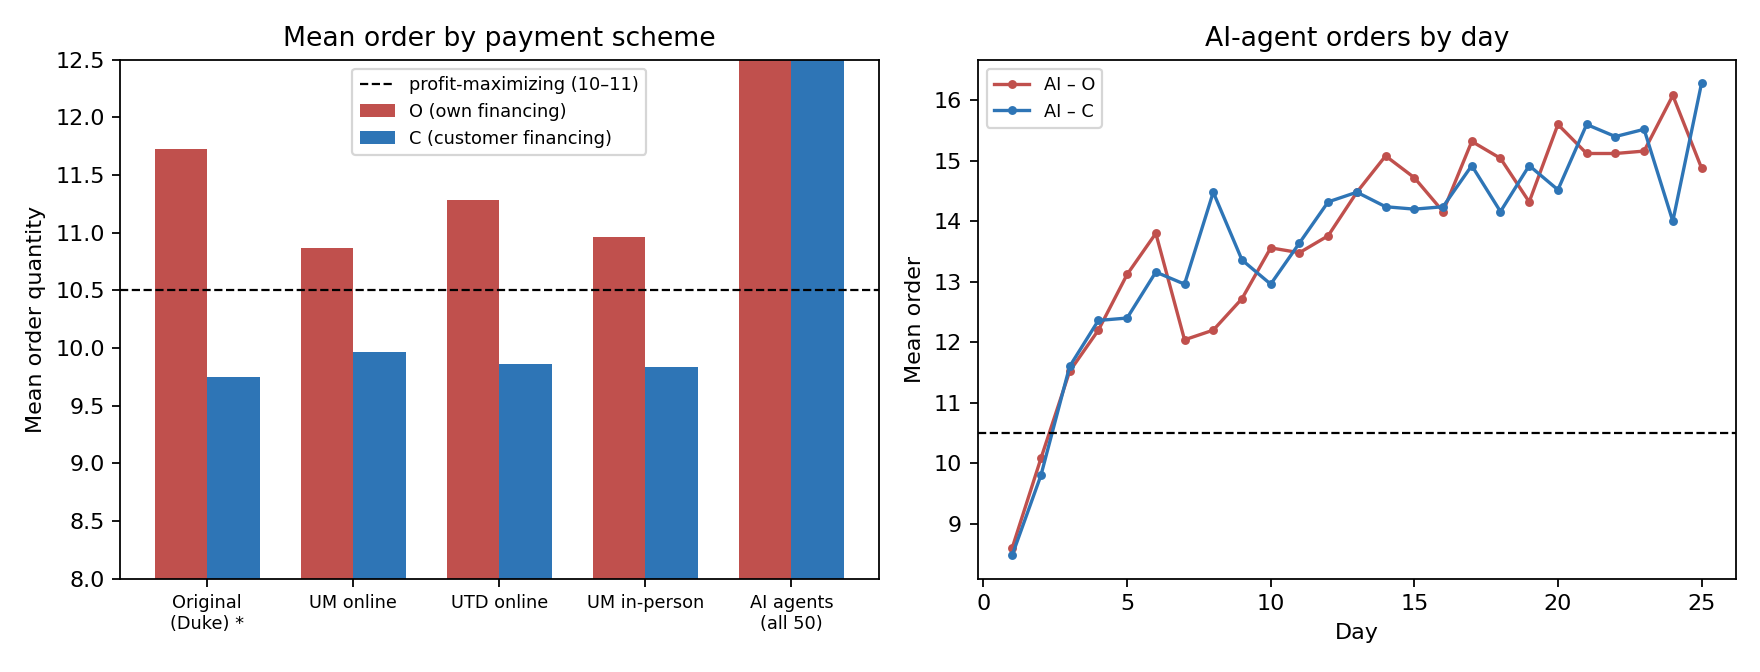 Mean order by payment scheme
Mean order quantity
12.5
12.0
11.5
11.0
10.5
10.0
9.5
9.0
8.5
8.0
profit-maximizing (10–11)
O (own financing)
C (customer financing)
Original
(Duke) *
UM online
UTD online
UM in-person
AI agents
(all 50)
AI-agent orders by day
Mean order
16
15
14
13
12
11
10
9
AI – O
AI – C
0 5 10 15 20 25
Day